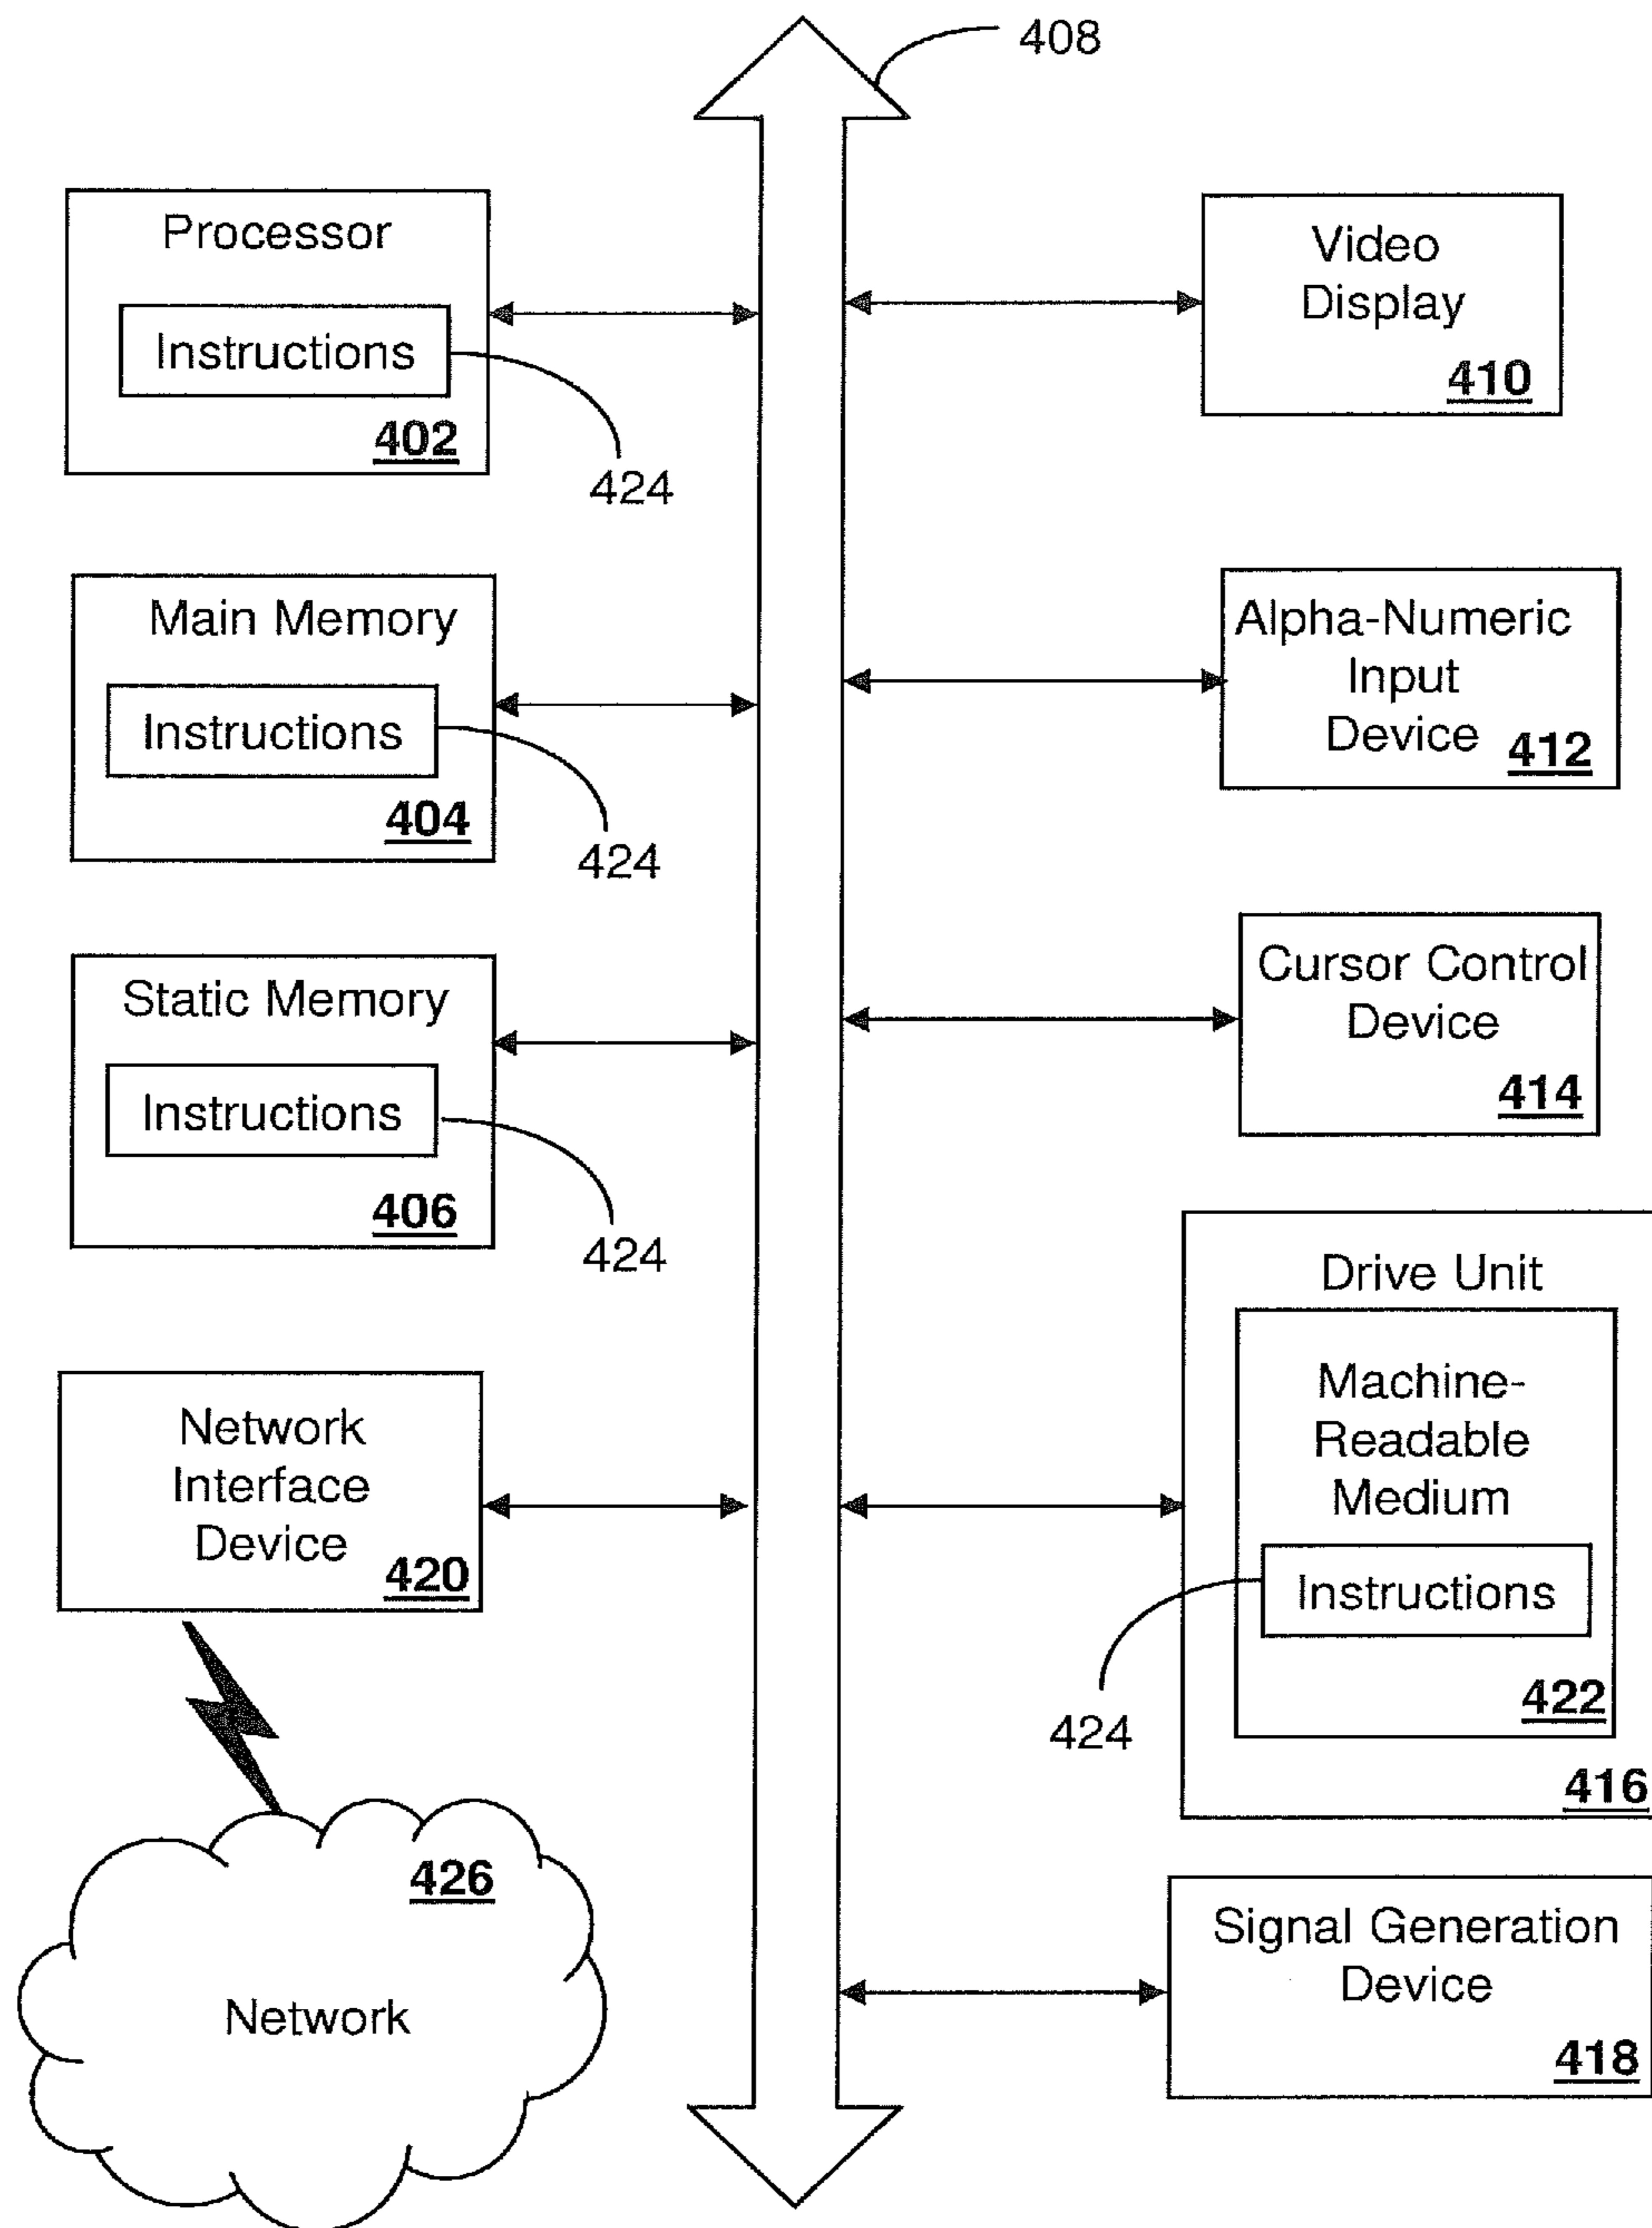 408
Processor
Instructions
402
424
Main Memory
Instructions
404
424
Static Memory
Instructions
406
424
Network
Interface
Device
420
426
Network
Video
Display
410
Alpha-Numeric
Input
Device
412
Cursor Control
Device
414
Drive Unit
Machine-
Readable
Medium
Instructions
424
422
416
Signal Generation
Device
418